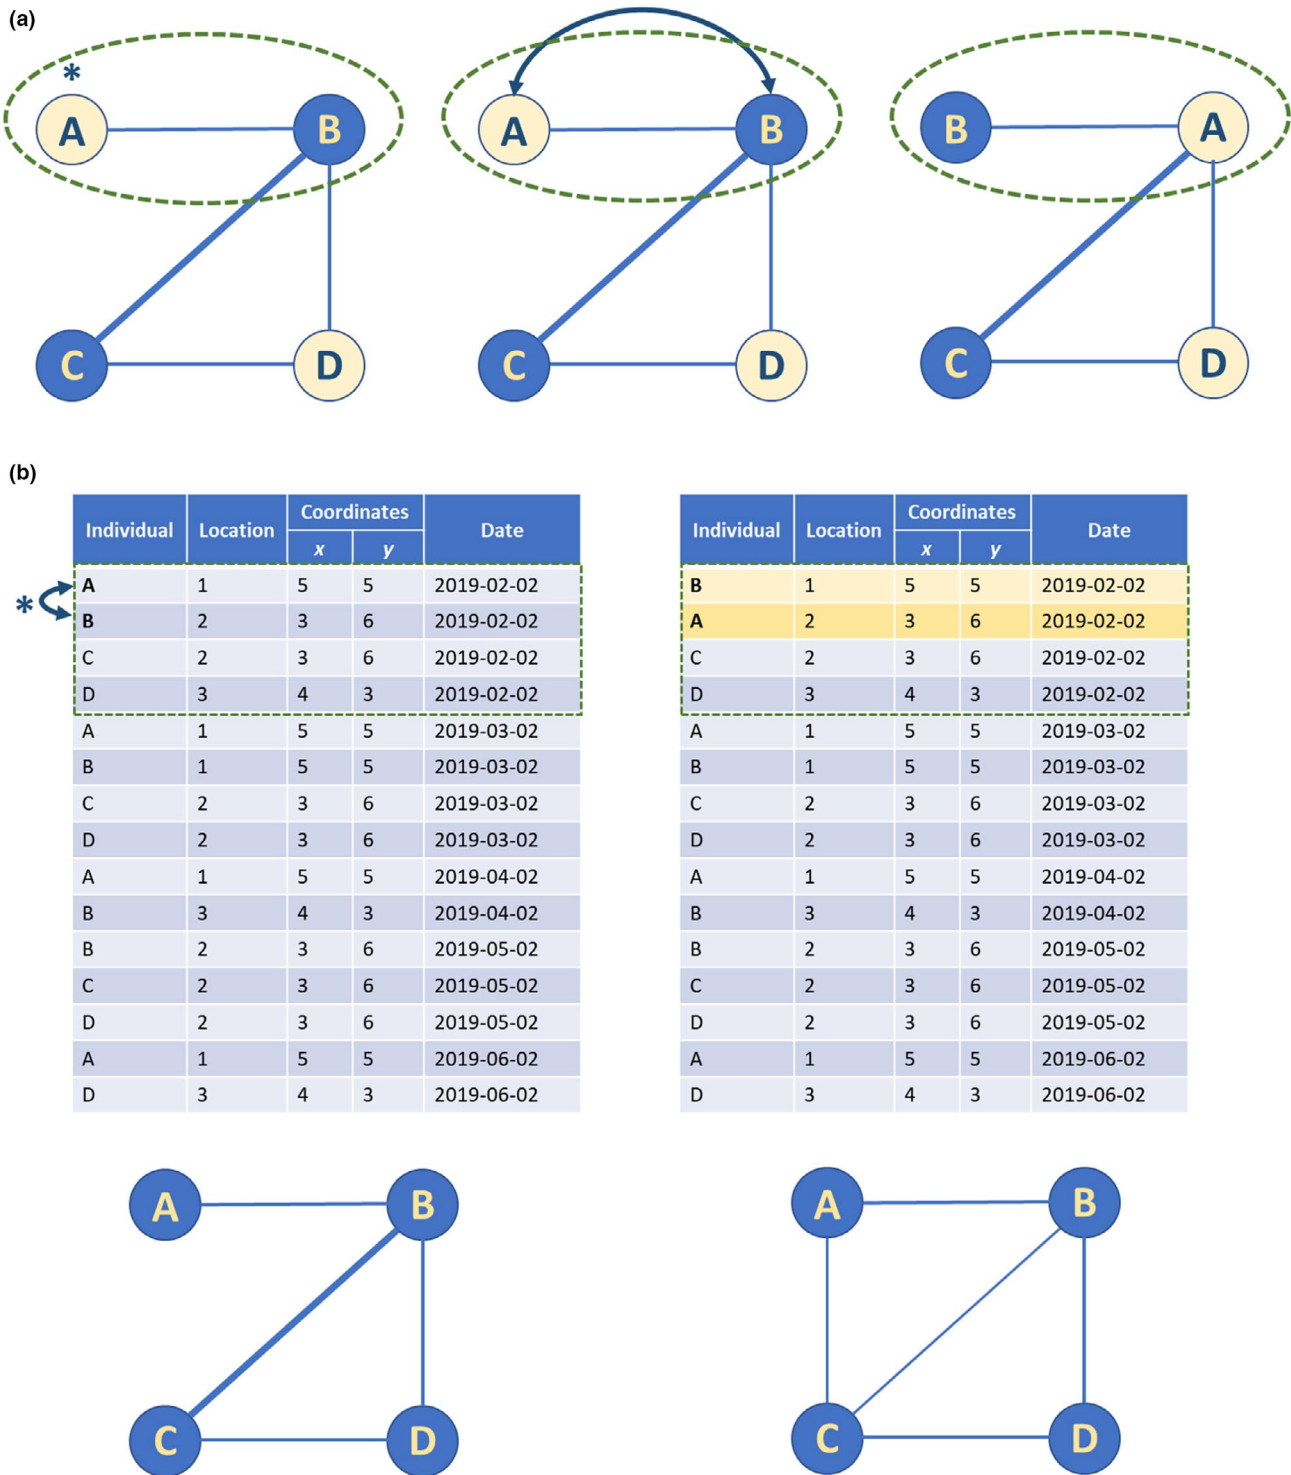 (a)
*
A B A B B A
C D C D C D
(b)
Individual Location Coordinates Date
x y
Individual Location Coordinates Date
x y
*
A 1 5 5 2019-02-02
B 2 3 6 2019-02-02
C 2 3 6 2019-02-02
D 3 4 3 2019-02-02
A 1 5 5 2019-03-02
B 1 5 5 2019-03-02
C 2 3 6 2019-03-02
D 2 3 6 2019-03-02
A 1 5 5 2019-04-02
B 3 4 3 2019-04-02
B 2 3 6 2019-05-02
C 2 3 6 2019-05-02
D 2 3 6 2019-05-02
A 1 5 5 2019-06-02
D 3 4 3 2019-06-02
B 1 5 5 2019-02-02
A 2 3 6 2019-02-02
C 2 3 6 2019-02-02
D 3 4 3 2019-02-02
A 1 5 5 2019-03-02
B 1 5 5 2019-03-02
C 2 3 6 2019-03-02
D 2 3 6 2019-03-02
A 1 5 5 2019-04-02
B 3 4 3 2019-04-02
B 2 3 6 2019-05-02
C 2 3 6 2019-05-02
D 2 3 6 2019-05-02
A 1 5 5 2019-06-02
D 3 4 3 2019-06-02
A B A B
C D C D